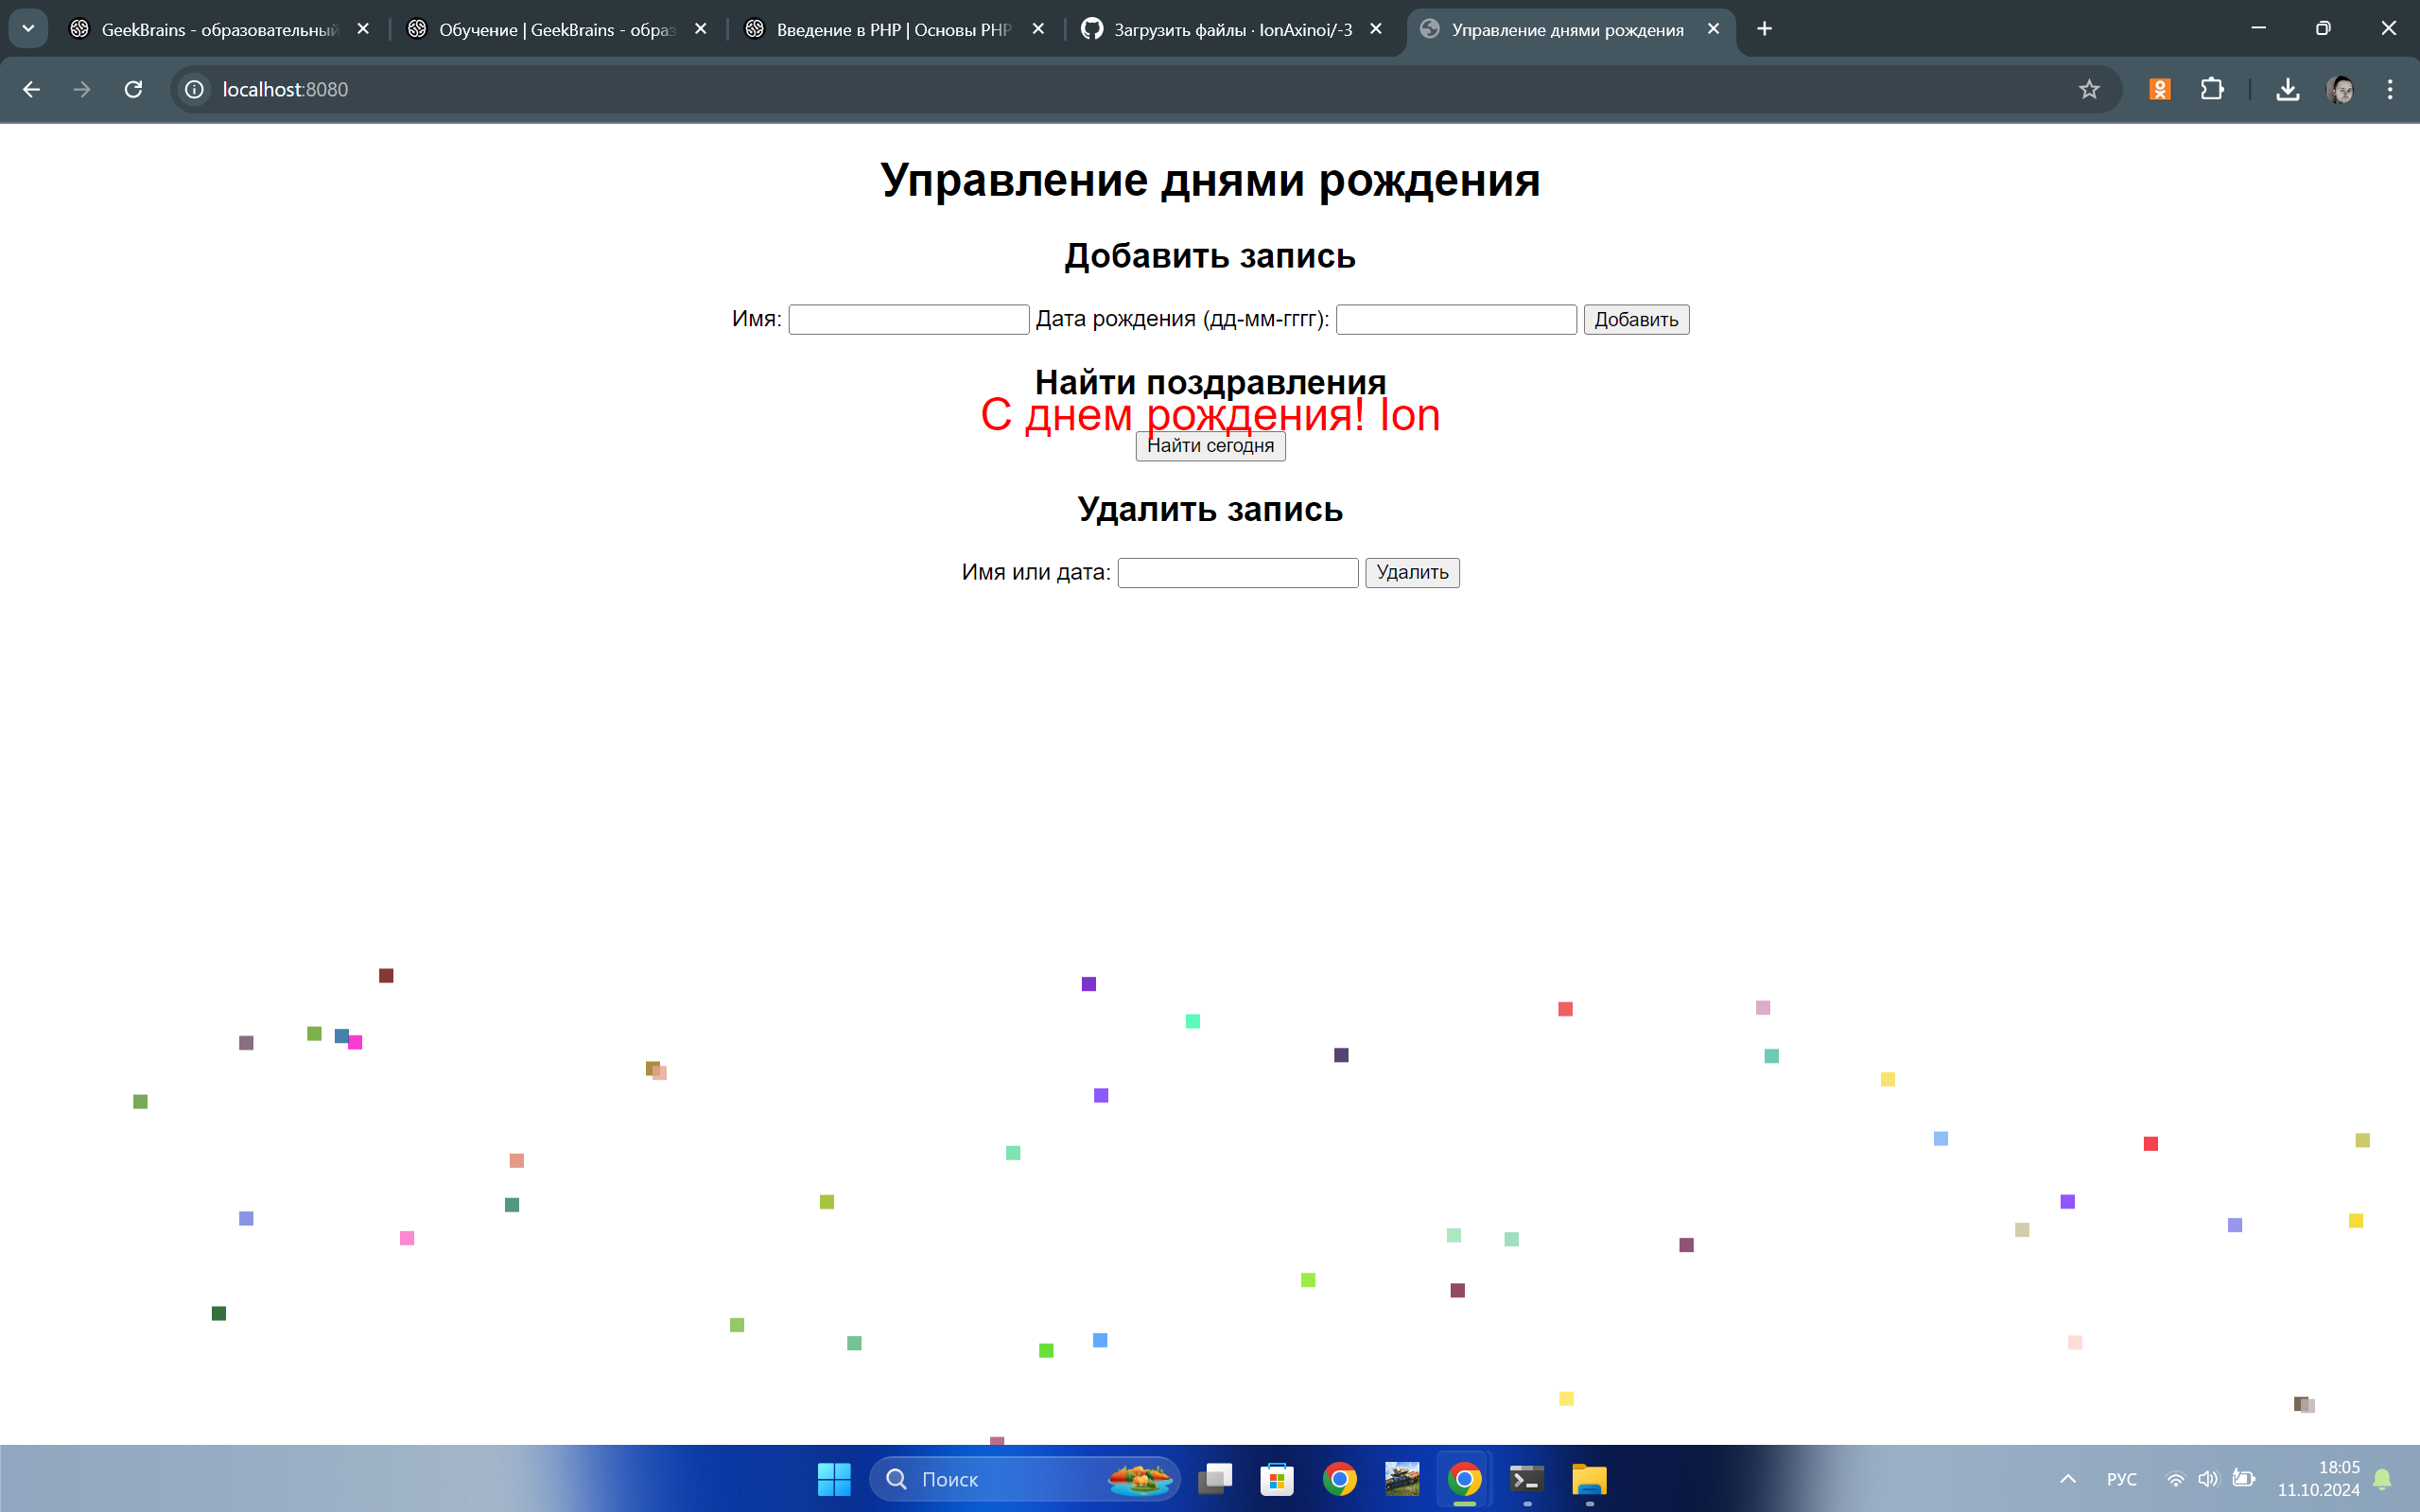 GeekBrains - образовательный
Обучение | GeekBrains - образ
Введение в PHP | Основы PHP
Загрузить файлы · IonAxinoi/-3
Управление днями рождения
localhost:8080
Управление днями рождения
Добавить запись
Имя: Дата рождения (дд-мм-гггг): Добавить
Найти поздравления
С днем рождения! Ion
Найти сегодня
Удалить запись
Имя или дата: Удалить
Поиск
РУС
18:05
11.10.2024